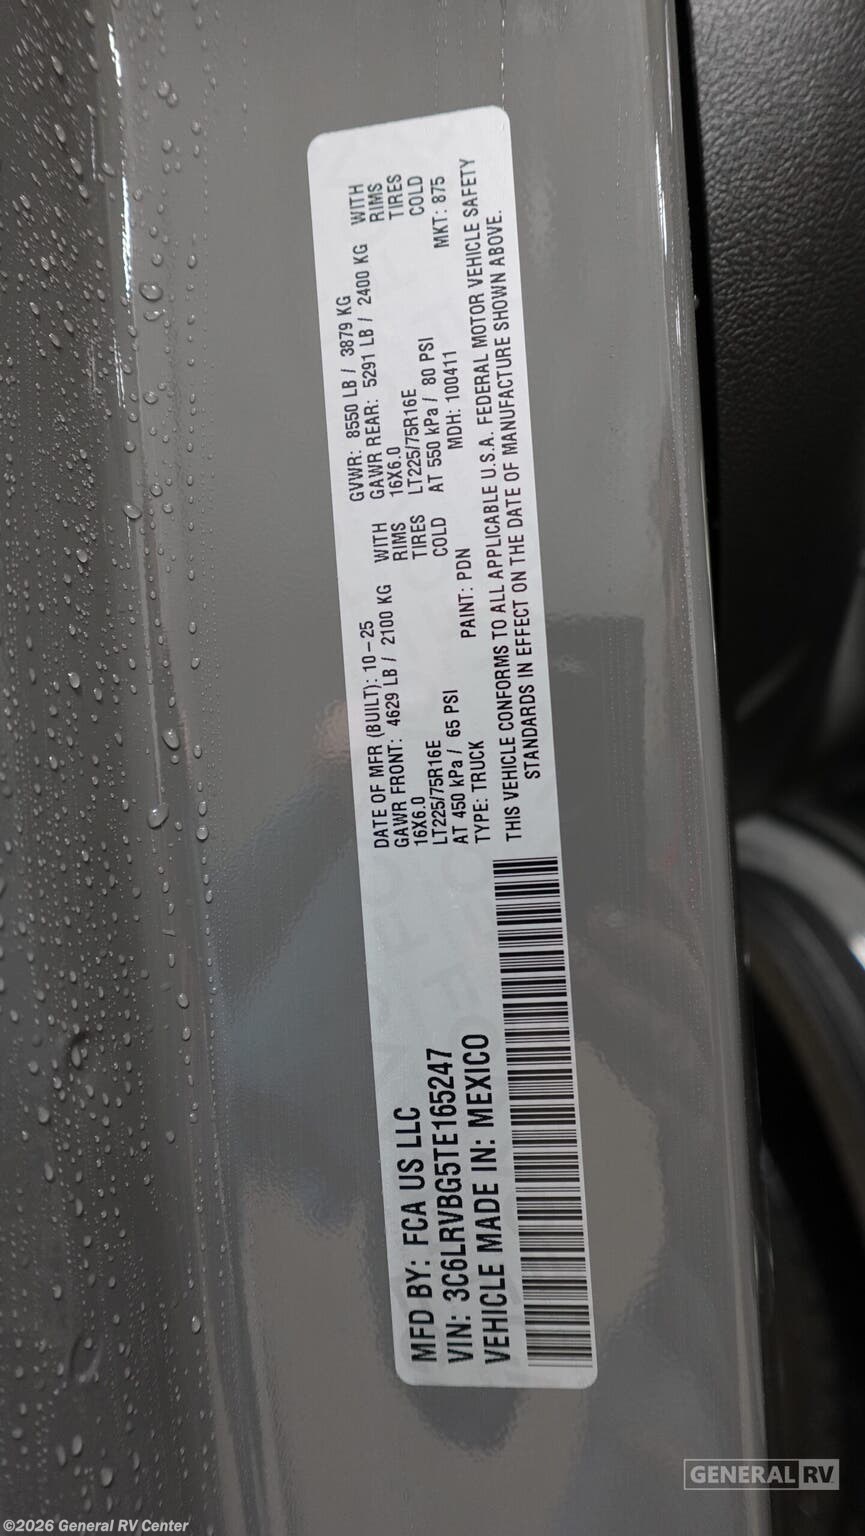 MFD BY: FCA US LLC
VIN: 3C6LRVBG5TE165247
VEHICLE MADE IN: MEXICO
DATE OF MFR (BUILT): 10-25
GVWR: 8550 LB / 3879 KG
GAWR FRONT: 4629 LB / 2100 KG WITH
GAWR REAR: 5291 LB / 2400 KG WITH
16X6.0 RIMS
16X6.0 RIMS
LT225/75R16E TIRES
LT225/75R16E TIRES
AT 450 kPa / 65 PSI COLD
AT 550 kPa / 80 PSI COLD
TYPE: TRUCK PAINT: PDN MDH: 100411 MKT: 875
THIS VEHICLE CONFORMS TO ALL APPLICABLE U.S.A. FEDERAL MOTOR VEHICLE SAFETY
STANDARDS IN EFFECT ON THE DATE OF MANUFACTURE SHOWN ABOVE.
GENERAL RV
©2026 General RV Center